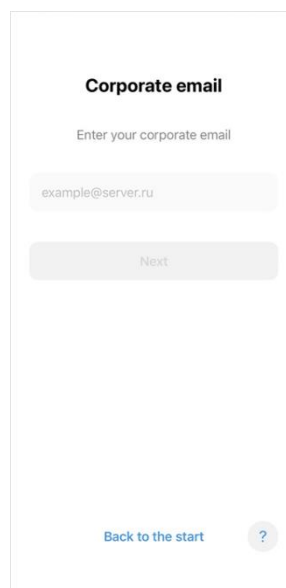 Corporate email
Enter your corporate email
example@server.ru
Next
Back to the start
?